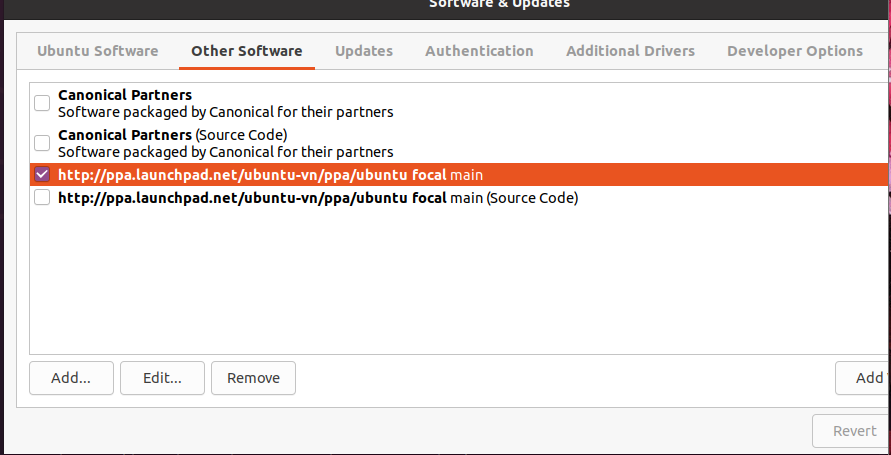 Software & Updates
Ubuntu Software Other Software Updates Authentication Additional Drivers Developer Options
Canonical Partners
Software packaged by Canonical for their partners
Canonical Partners (Source Code)
Software packaged by Canonical for their partners
http://ppa.launchpad.net/ubuntu-vn/ppa/ubuntu focal main
http://ppa.launchpad.net/ubuntu-vn/ppa/ubuntu focal main (Source Code)
Add... Edit... Remove Add
Revert